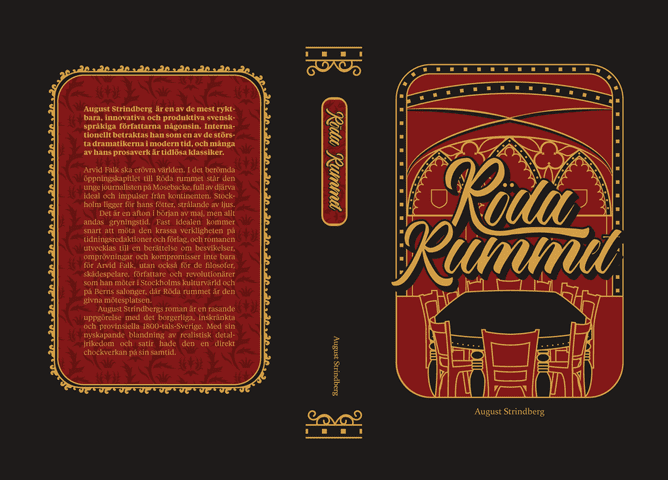 August Strindberg är en av de mest rykt-
bara, innovativa och produktiva svensk-
språkiga författarna någonsin. Interna-
tionellt betraktas han som en av de störs-
ta dramatikerna i modern tid, och många
av hans prosaverk är tidlösa klassiker.
Arvid Falk ska erövra världen. I det berömda
öppningskapitlet till Röda rummet står den
unge journalisten på Mosebacke, full av djärva
ideal och impulser från kontinenten. Stock-
holm ligger för hans fötter, strålande av ljus.
Det är en afton i början av maj, men allt
andas gryning. Fast idealen kommer
snart att möta den krassa verkligheten på
tidningsredaktioner och förlag, och romanen
utvecklas till en berättelse om besvikelser,
omprövningar och kompromisser inte bara
för Arvid Falk, utan också för de filosofer,
skådespelare, författare och revolutionärer
som han möter i Stockholms kulturvärld och
på Berns salonger, där Röda rummet är den
givna mötesplatsen.
August Strindbergs roman är en rasande
uppgörelse med det borgerliga, inskränkta
och provinsiella 1800-tals-Sverige. Med sin
nyskapande blandning av realistisk detalj-
rikedom och satir hade den en direkt
chockverkan på sin samtid.
Röda Rummet
August Strindberg
Röda
Rummet
August Strindberg